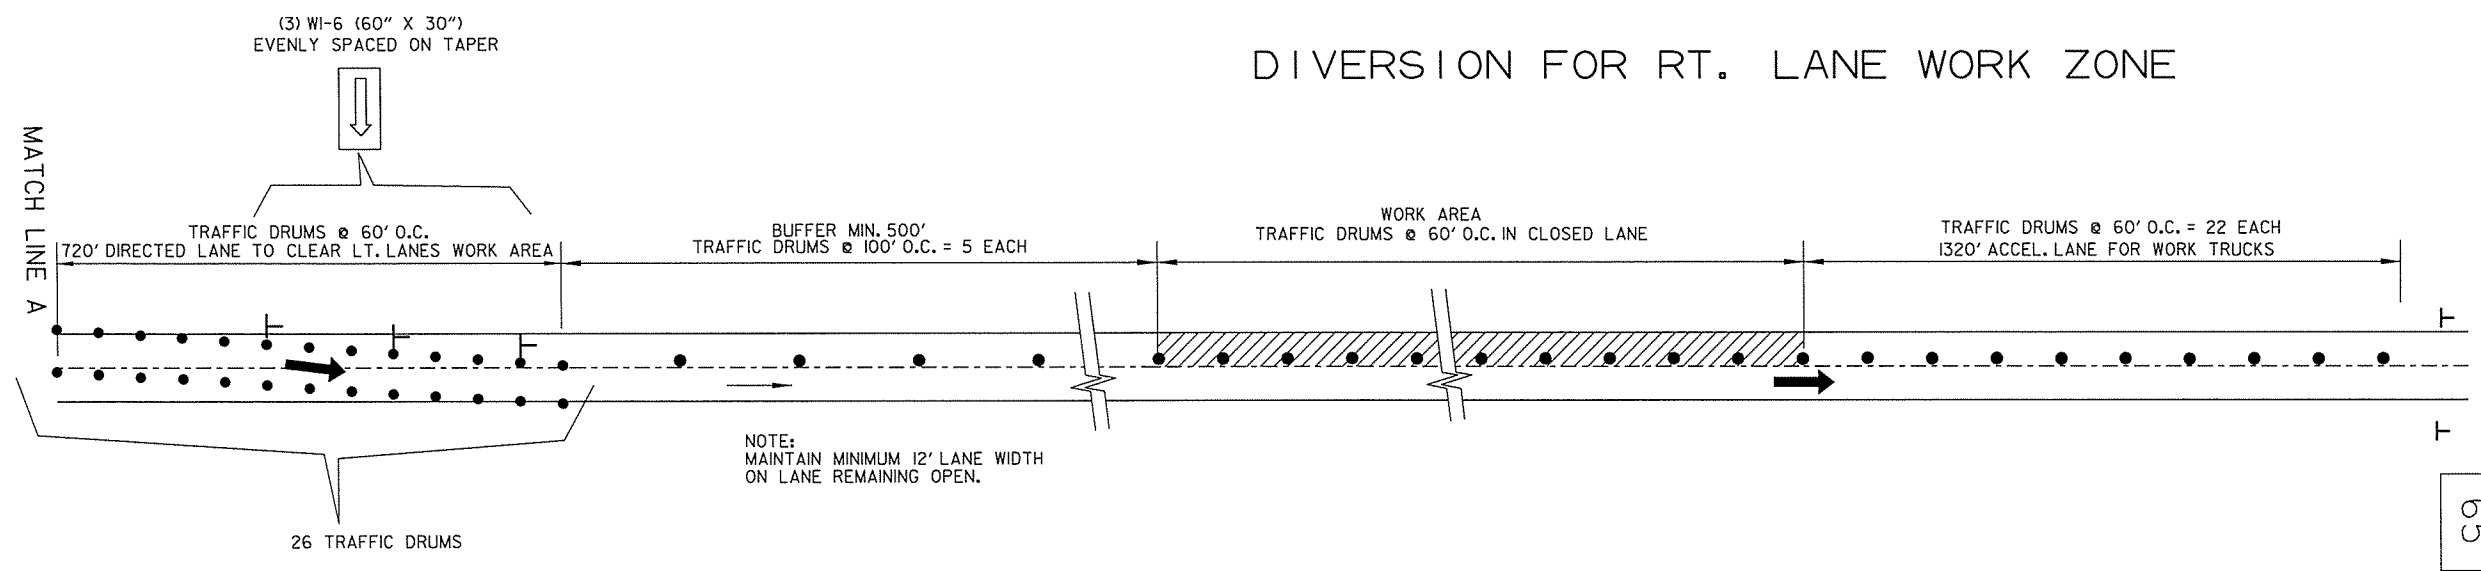 (3) WI-6 (60" X 30")
EVENLY SPACED ON TAPER
DIVERSION FOR RT. LANE WORK ZONE
MATCH LINE A
TRAFFIC DRUMS @ 60' O.C.
720' DIRECTED LANE TO CLEAR LT. LANES WORK AREA
BUFFER MIN. 500'
TRAFFIC DRUMS @ 100' O.C. = 5 EACH
WORK AREA
TRAFFIC DRUMS @ 60' O.C. IN CLOSED LANE
TRAFFIC DRUMS @ 60' O.C. = 22 EACH
1320' ACCEL. LANE FOR WORK TRUCKS
NOTE:
MAINTAIN MINIMUM 12' LANE WIDTH
ON LANE REMAINING OPEN.
26 TRAFFIC DRUMS